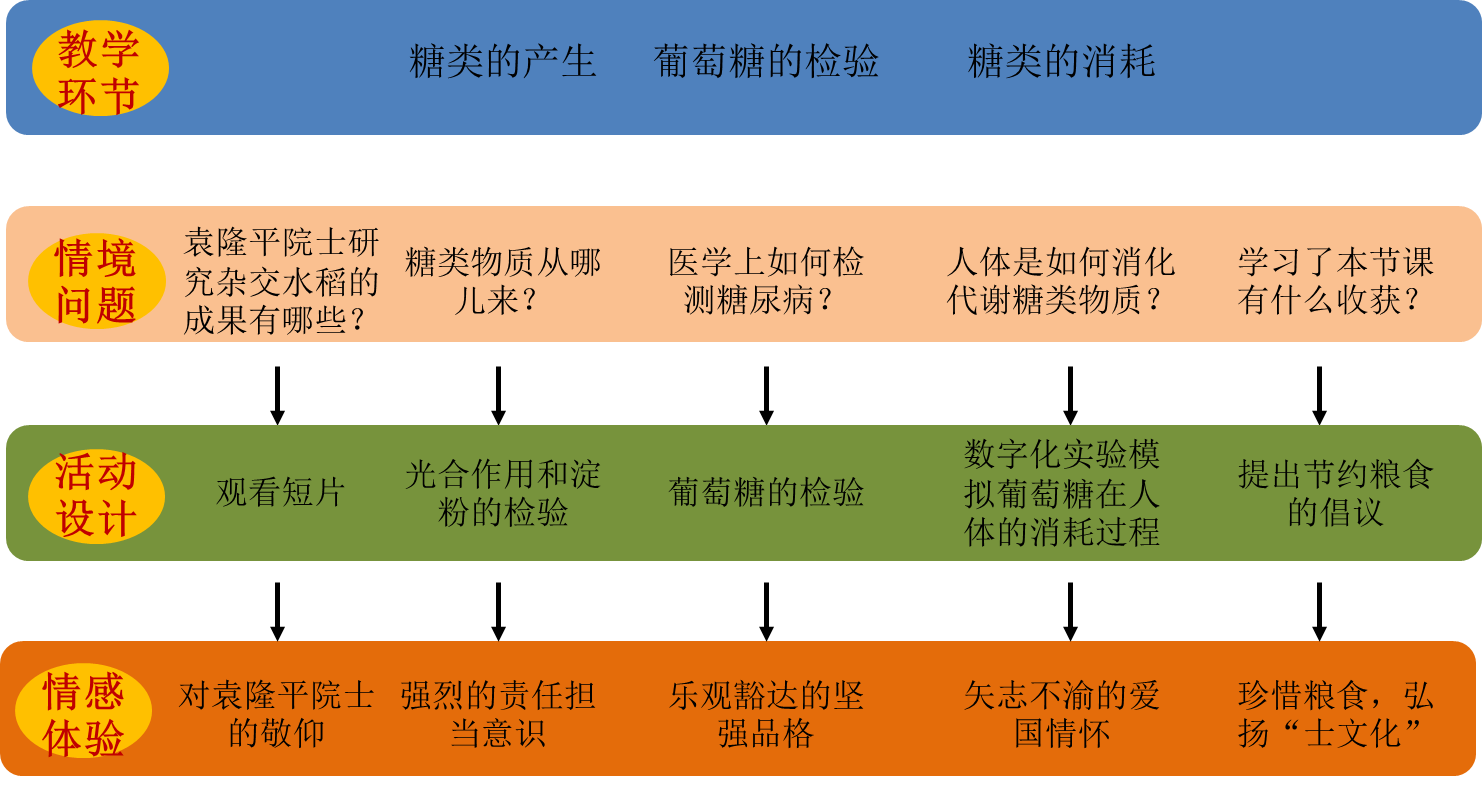 教学
环节
糖类的产生
葡萄糖的检验
糖类的消耗
情境
问题
袁隆平院士研
究杂交水稻的
成果有哪些？
糖类物质从哪
儿来？
医学上如何检
测糖尿病？
人体是如何消化
代谢糖类物质？
学习了本节课
有什么收获？
活动
设计
观看短片
光合作用和淀
粉的检验
葡萄糖的检验
数字化实验模
拟葡萄糖在人
体的消耗过程
提出节约粮食
的倡议
情感
体验
对袁隆平院士
的敬仰
强烈的责任担
当意识
乐观豁达的坚
强品格
矢志不渝的爱
国情怀
珍惜粮食，弘
扬“士文化”